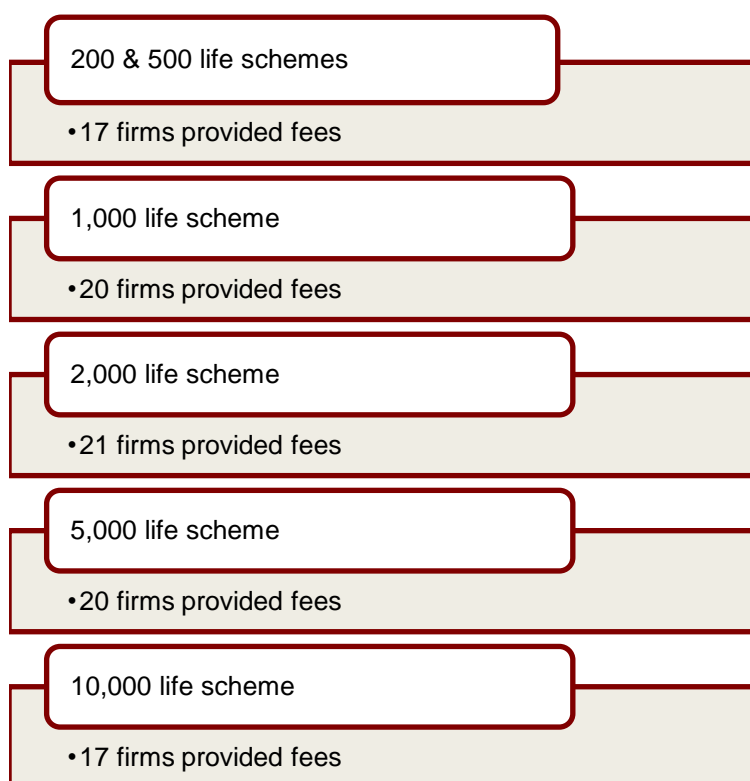 200 & 500 life schemes
•17 firms provided fees
1,000 life scheme
•20 firms provided fees
2,000 life scheme
•21 firms provided fees
5,000 life scheme
•20 firms provided fees
10,000 life scheme
•17 firms provided fees